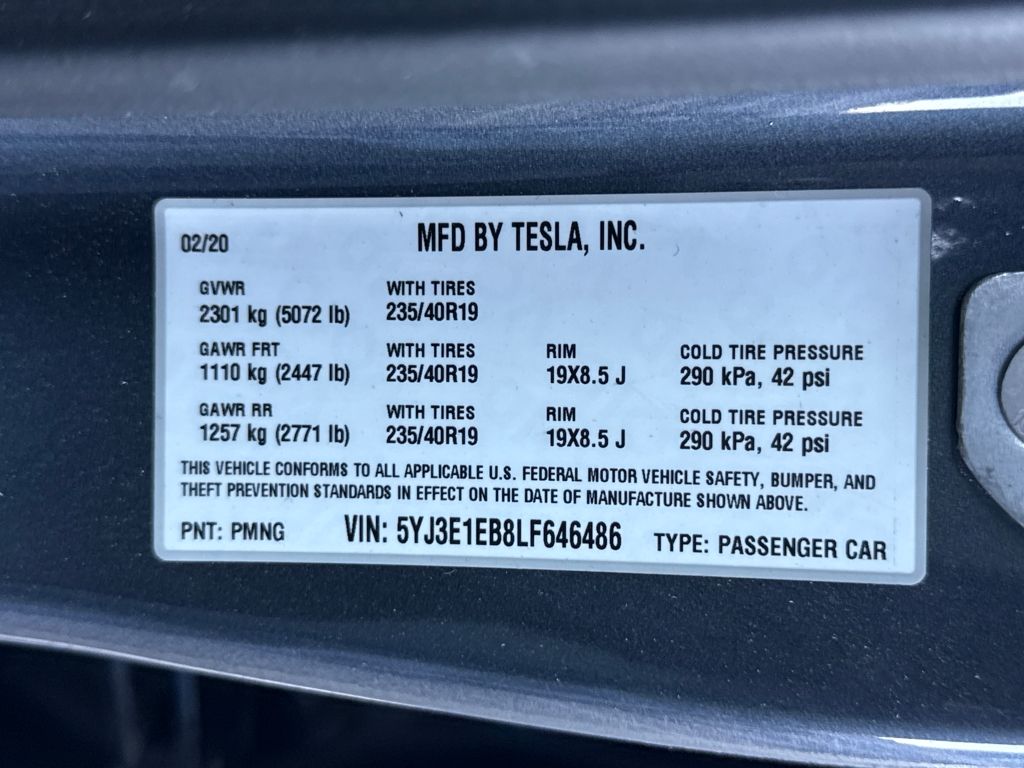 02/20 MFD BY TESLA, INC.
GVWR WITH TIRES
2301 kg (5072 lb) 235/40R19
GAWR FRT WITH TIRES RIM COLD TIRE PRESSURE
1110 kg (2447 lb) 235/40R19 19X8.5 J 290 kPa, 42 psi
GAWR RR WITH TIRES RIM COLD TIRE PRESSURE
1257 kg (2771 lb) 235/40R19 19X8.5 J 290 kPa, 42 psi
THIS VEHICLE CONFORMS TO ALL APPLICABLE U.S. FEDERAL MOTOR VEHICLE SAFETY, BUMPER, AND
THEFT PREVENTION STANDARDS IN EFFECT ON THE DATE OF MANUFACTURE SHOWN ABOVE.
PNT: PMNG VIN: 5YJ3E1EB8LF646486 TYPE: PASSENGER CAR